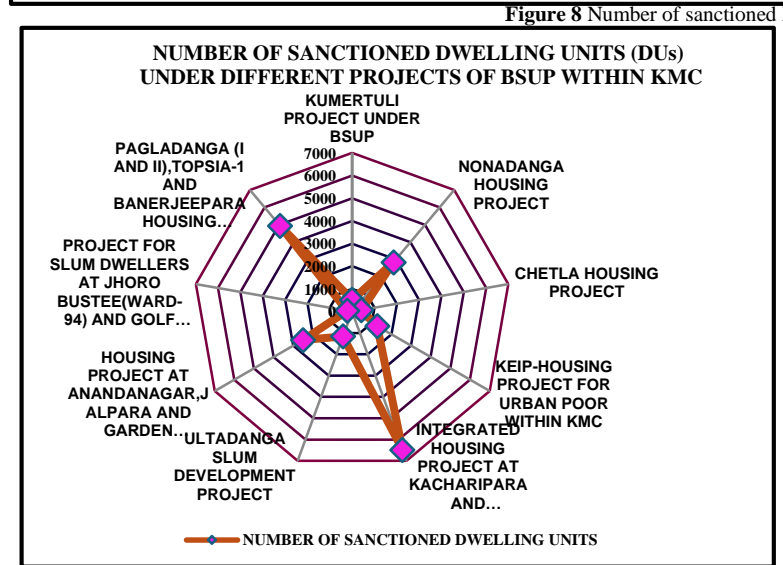 Figure 8 Number of sanctioned
NUMBER OF SANCTIONED DWELLING UNITS (DUs)
UNDER DIFFERENT PROJECTS OF BSUP WITHIN KMC
KUMERTULI
PROJECT UNDER
BSUP
NONADANGA
HOUSING
PROJECT
CHETLA HOUSING
PROJECT
KEIP-HOUSING
PROJECT FOR
URBAN POOR
WITHIN KMC
INTEGRATED
HOUSING
PROJECT AT
KACHARIPARA
AND…
ULTADANGA
SLUM
DEVELOPMENT
PROJECT
HOUSING
PROJECT AT
ANANDANAGAR,J
ALPARA AND
GARDEN…
PROJECT FOR
SLUM DWELLERS
AT JHORO
BUSTEE(WARD-
94) AND GOLF…
PAGLADANGA (I
AND II),TOPSIA-1
AND
BANERJEEPARA
HOUSING…
7000
6000
5000
4000
3000
2000
1000
0
NUMBER OF SANCTIONED DWELLING UNITS